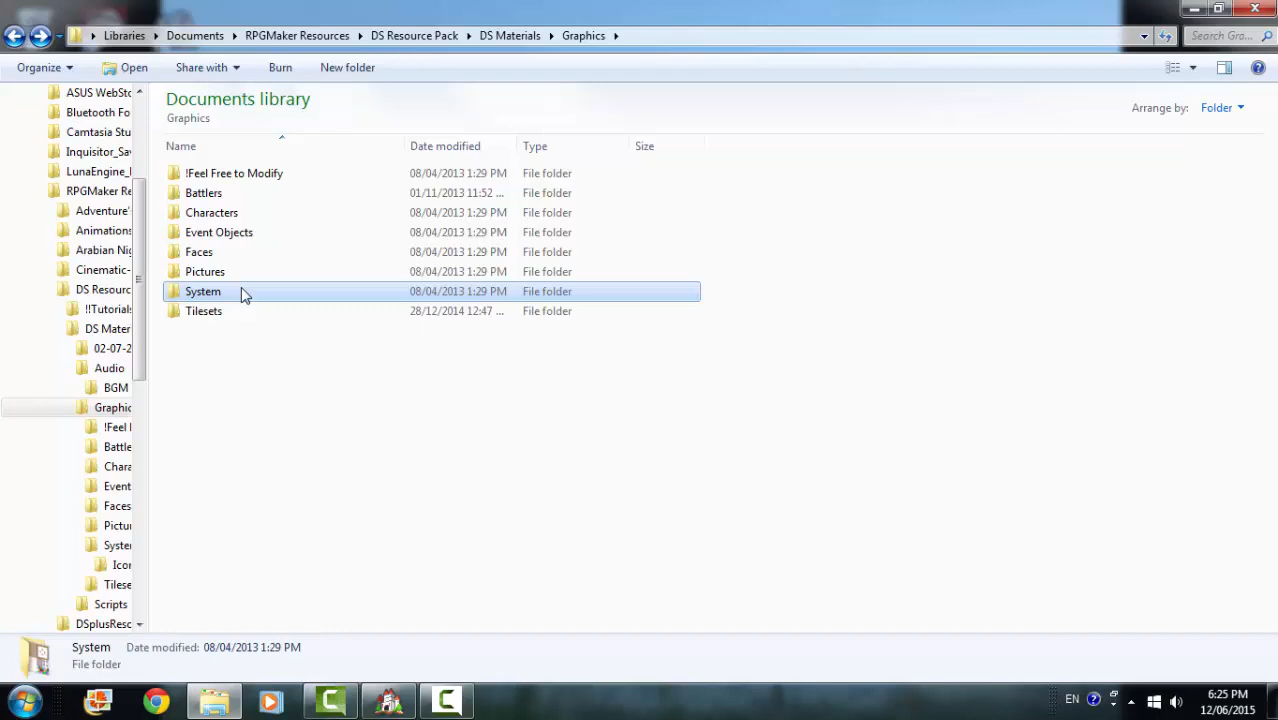 Libraries Documents RPGMaker Resources DS Resource Pack DS Materials Graphics Search Gra...
Organize Open Share with Burn New folder
Documents library
Graphics
Arrange by: Folder
Name Date modified Type Size
!Feel Free to Modify 08/04/2013 1:29 PM File folder
Battlers 01/11/2013 11:52 ... File folder
Characters 08/04/2013 1:29 PM File folder
Event Objects 08/04/2013 1:29 PM File folder
Faces 08/04/2013 1:29 PM File folder
Pictures 08/04/2013 1:29 PM File folder
System 08/04/2013 1:29 PM File folder
Tilesets 28/12/2014 12:47 ... File folder
ASUS WebSto
Bluetooth Fo
Camtasia Stu
Inquisitor_Sav
LunaEngine_
RPGMaker Re
Adventure'
Animations
Arabian Nig
Cinematic-
DS Resourc
!!Tutorials
DS Mater
02-07-2
Audio
BGM
Graphic
!Feel
Battle
Chara
Event
Faces
Pictu
Syste
Ico
Tilese
Scripts
DSplusReso
System Date modified: 08/04/2013 1:29 PM
File folder
EN 6:25 PM
12/06/2015